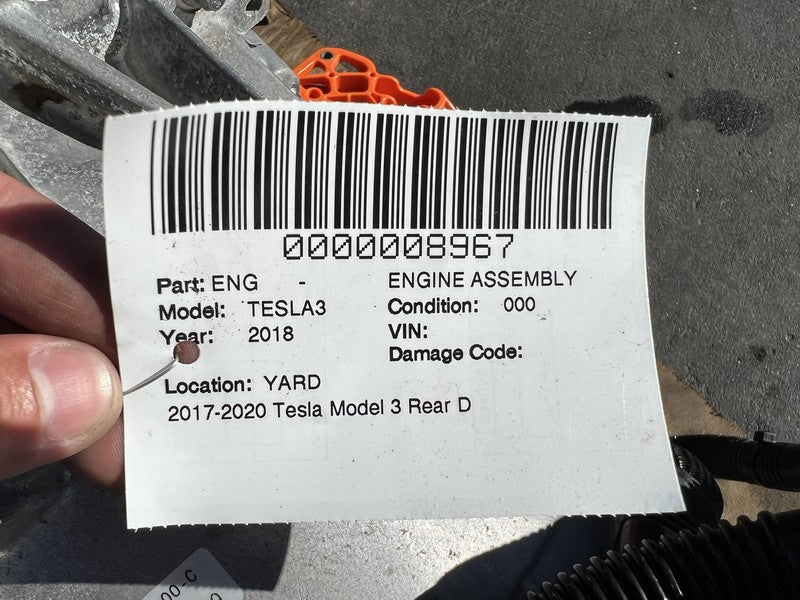 0000008967
Part: ENG - ENGINE ASSEMBLY
Model: TESLA3 Condition: 000
Year: 2018 VIN:
Damage Code:
Location: YARD
2017-2020 Tesla Model 3 Rear D
00-C